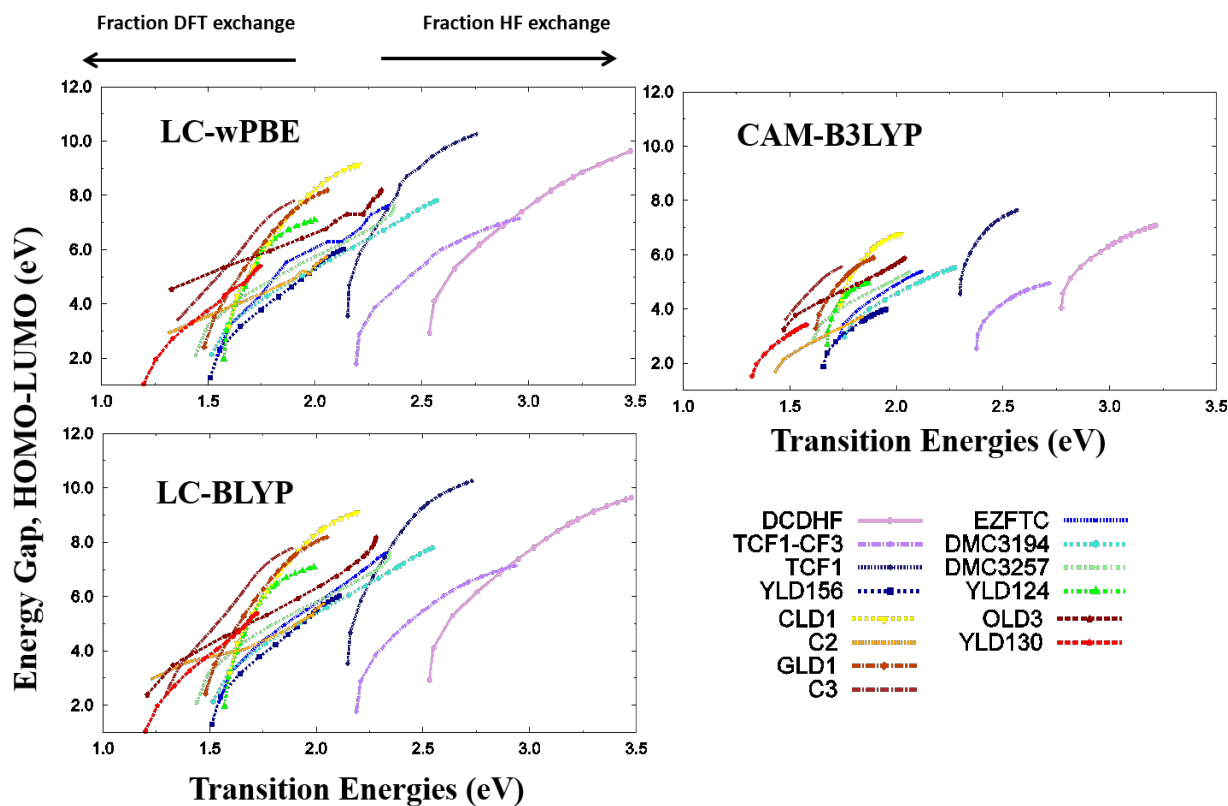 Fraction DFT exchange
Fraction HF exchange
Energy Gap, HOMO-LUMO (eV)
LC-wPBE
12.0
10.0
8.0
6.0
4.0
2.0
1.0 1.5 2.0 2.5 3.0 3.5
CAM-B3LYP
12.0
10.0
8.0
6.0
4.0
2.0
1.0 1.5 2.0 2.5 3.0 3.5
Transition Energies (eV)
LC-BLYP
12.0
10.0
8.0
6.0
4.0
2.0
1.0 1.5 2.0 2.5 3.0 3.5
Transition Energies (eV)
DCDHF
TCF1-CF3
TCF1
YLD156
CLD1
C2
GLD1
C3
EZFTC
DMC3194
DMC3257
YLD124
OLD3
YLD130